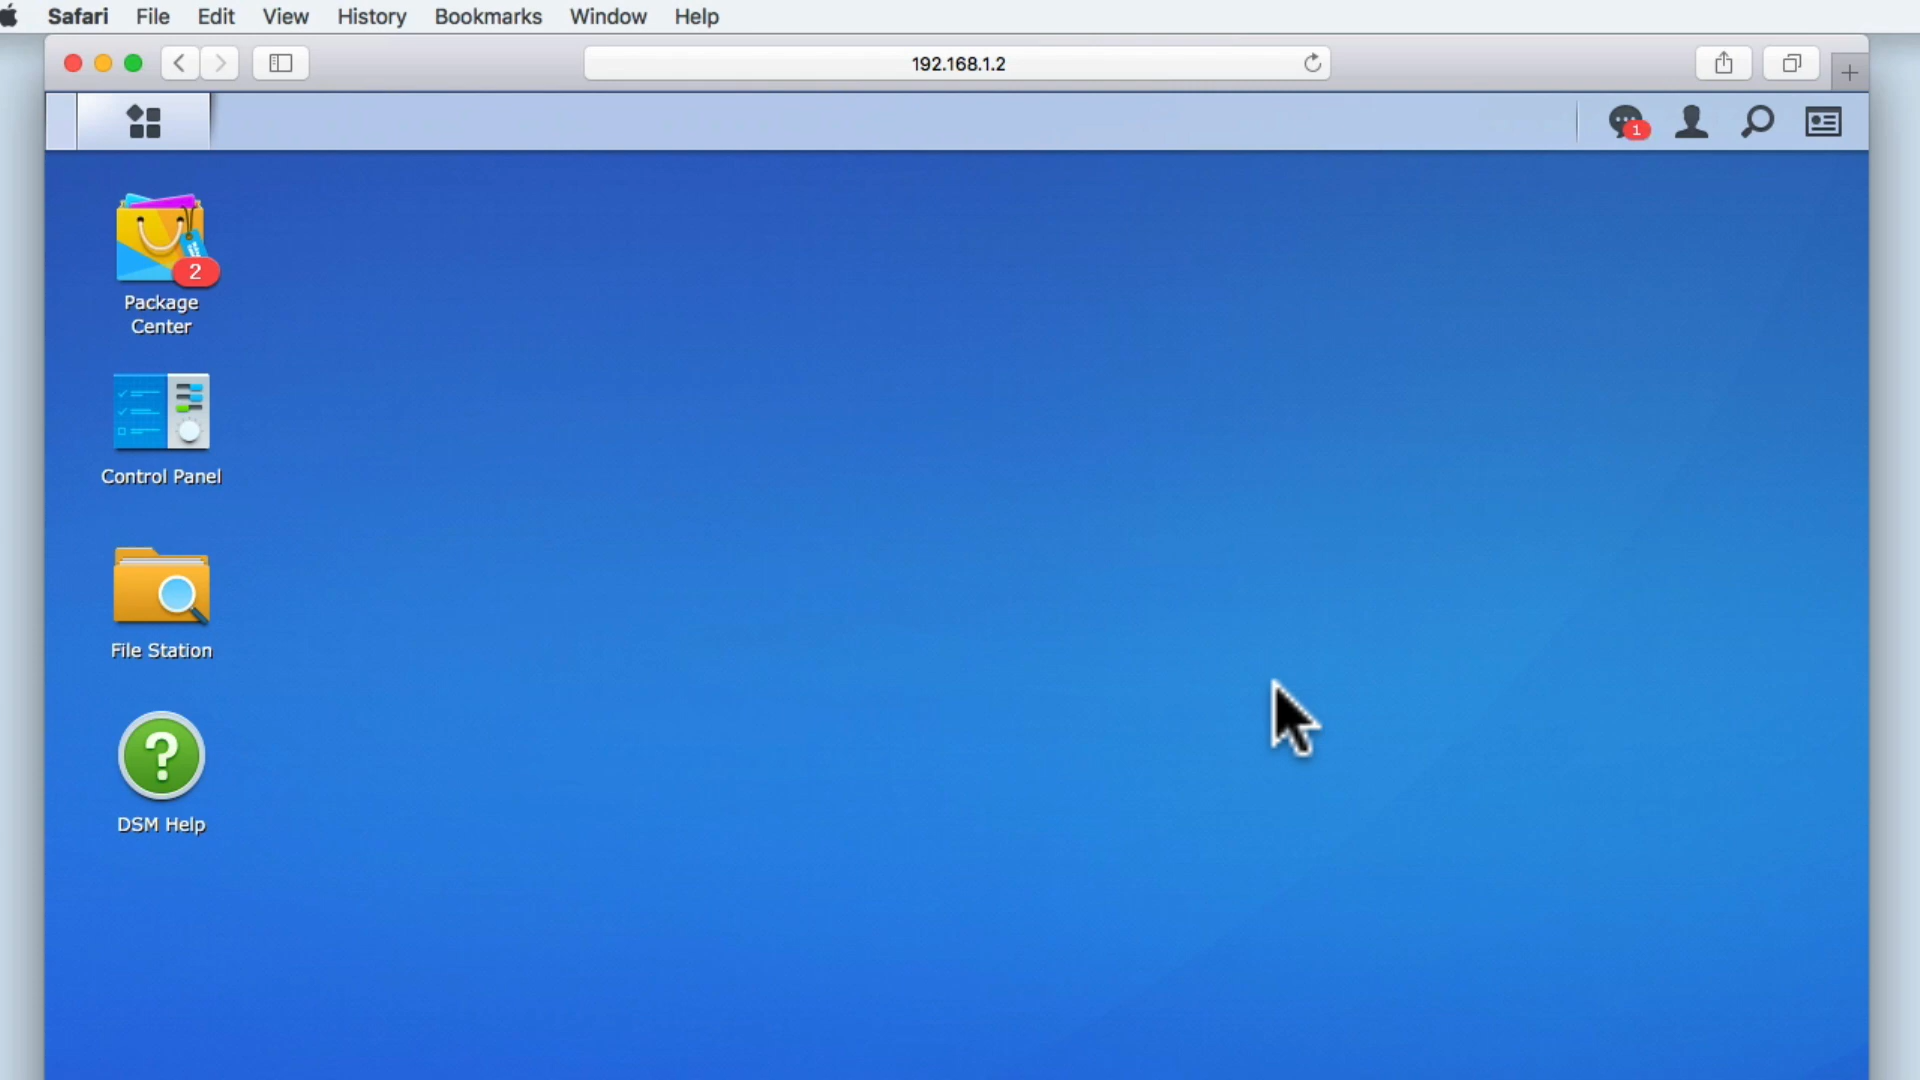 Safari File Edit View History Bookmarks Window Help
192.168.1.2
1
2
Package
Center
Control Panel
File Station
?
DSM Help